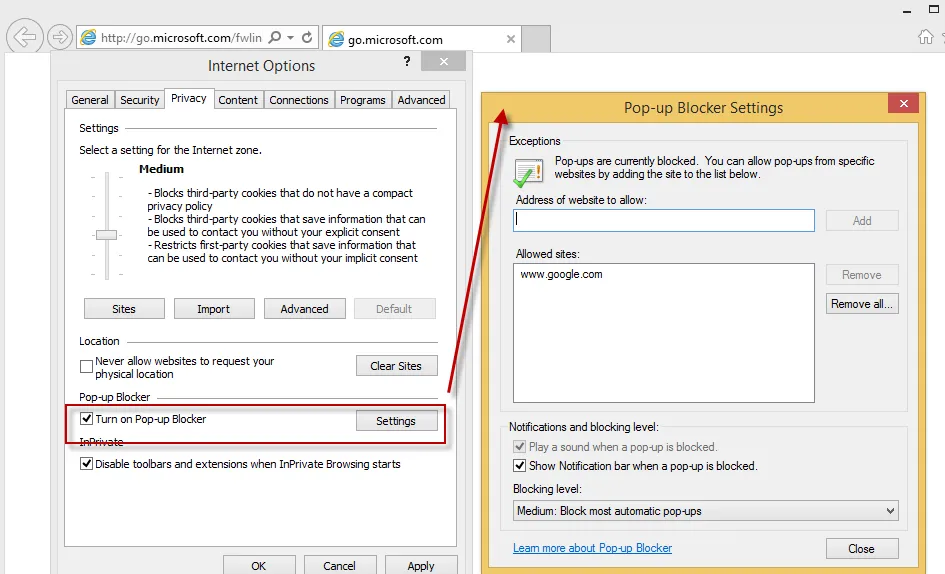 http://go.microsoft.com/fwlin
go.microsoft.com
Internet Options
?
General Security Privacy Content Connections Programs Advanced
Settings
Select a setting for the Internet zone.
Medium
- Blocks third-party cookies that do not have a compact
privacy policy
- Blocks third-party cookies that save information that can
be used to contact you without your explicit consent
- Restricts first-party cookies that save information that
can be used to contact you without your implicit consent
Sites Import Advanced Default
Location
Never allow websites to request your
physical location
Clear Sites
Pop-up Blocker
Turn on Pop-up Blocker
Settings
InPrivate
Disable toolbars and extensions when InPrivate Browsing starts
OK Cancel Apply
Pop-up Blocker Settings
Exceptions
Pop-ups are currently blocked. You can allow pop-ups from specific
websites by adding the site to the list below.
Address of website to allow:
Add
Allowed sites:
www.google.com
Remove
Remove all...
Notifications and blocking level:
Play a sound when a pop-up is blocked.
Show Notification bar when a pop-up is blocked.
Blocking level:
Medium: Block most automatic pop-ups
Learn more about Pop-up Blocker
Close